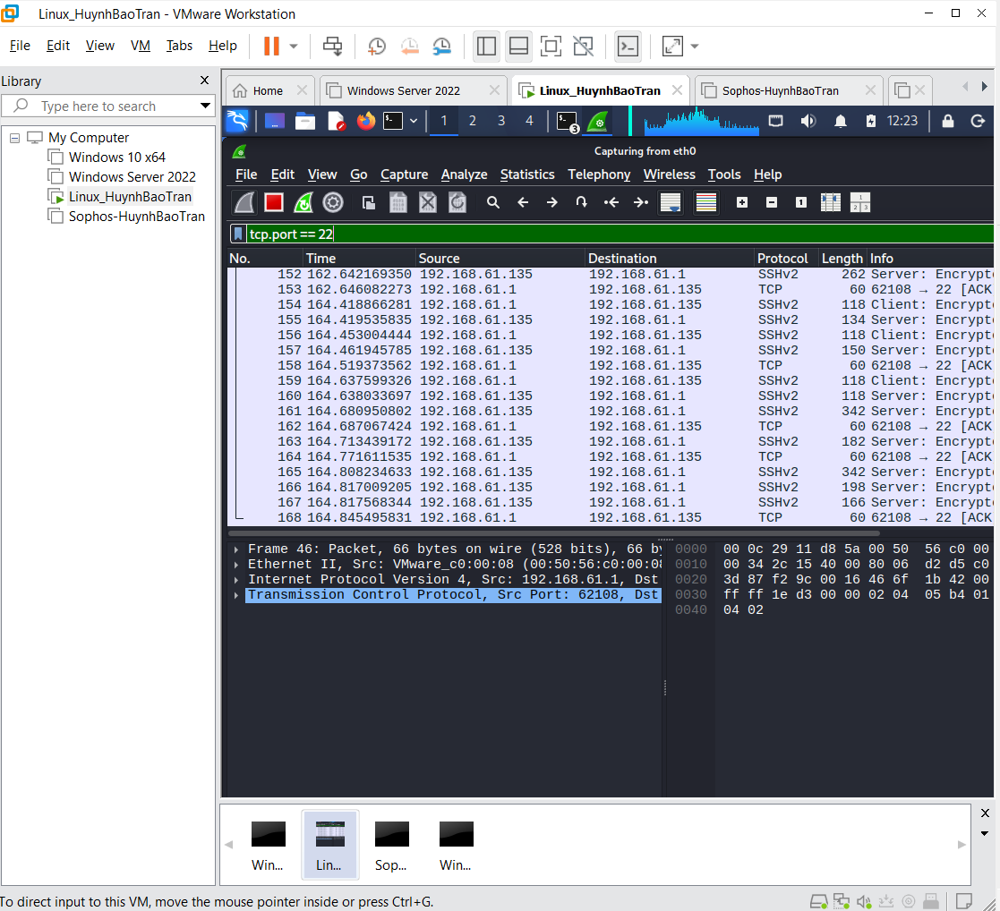 Linux_HuynhBaoTran - VMware Workstation
File Edit View VM Tabs Help
Library
Type here to search
My Computer
Windows 10 x64
Windows Server 2022
Linux_HuynhBaoTran
Sophos-HuynhBaoTran
Home Windows Server 2022 Linux_HuynhBaoTran Sophos-HuynhBaoTran
1 2 3 4 3 12:23
Capturing from eth0
File Edit View Go Capture Analyze Statistics Telephony Wireless Tools Help
tcp.port == 22
No. Time Source Destination Protocol Length Info
152 162.642169350 192.168.61.135 192.168.61.1 SSHv2 262 Server: Encrypte
153 162.646082273 192.168.61.1 192.168.61.135 TCP 60 62108 → 22 [ACK
154 164.418866281 192.168.61.1 192.168.61.135 SSHv2 118 Client: Encrypte
155 164.419535835 192.168.61.135 192.168.61.1 SSHv2 134 Server: Encrypte
156 164.453004444 192.168.61.1 192.168.61.135 SSHv2 118 Client: Encrypte
157 164.461945785 192.168.61.135 192.168.61.1 SSHv2 150 Server: Encrypte
158 164.519373562 192.168.61.1 192.168.61.135 TCP 60 62108 → 22 [ACK
159 164.637599326 192.168.61.1 192.168.61.135 SSHv2 118 Client: Encrypte
160 164.638033697 192.168.61.135 192.168.61.1 SSHv2 118 Server: Encrypte
161 164.680950802 192.168.61.135 192.168.61.1 SSHv2 342 Server: Encrypte
162 164.687067424 192.168.61.1 192.168.61.135 TCP 60 62108 → 22 [ACK
163 164.713439172 192.168.61.135 192.168.61.1 SSHv2 182 Server: Encrypte
164 164.771611535 192.168.61.1 192.168.61.135 TCP 60 62108 → 22 [ACK
165 164.808234633 192.168.61.135 192.168.61.1 SSHv2 342 Server: Encrypte
166 164.817009205 192.168.61.135 192.168.61.1 SSHv2 198 Server: Encrypte
167 164.817568344 192.168.61.135 192.168.61.1 SSHv2 166 Server: Encrypte
168 164.845495831 192.168.61.1 192.168.61.135 TCP 60 62108 → 22 [ACK
Frame 46: Packet, 66 bytes on wire (528 bits), 66 by
Ethernet II, Src: VMware_c0:00:08 (00:50:56:c0:00:08
Internet Protocol Version 4, Src: 192.168.61.1, Dst
Transmission Control Protocol, Src Port: 62108, Dst
0000 00 0c 29 11 d8 5a 00 50 56 c0 00
0010 00 34 2c 15 40 00 80 06 d2 d5 c0
0020 3d 87 f2 9c 00 16 46 6f 1b 42 00
0030 ff ff 1e d3 00 00 02 04 05 b4 01
0040 04 02
Win... Lin... Sop... Win...
To direct input to this VM, move the mouse pointer inside or press Ctrl+G.